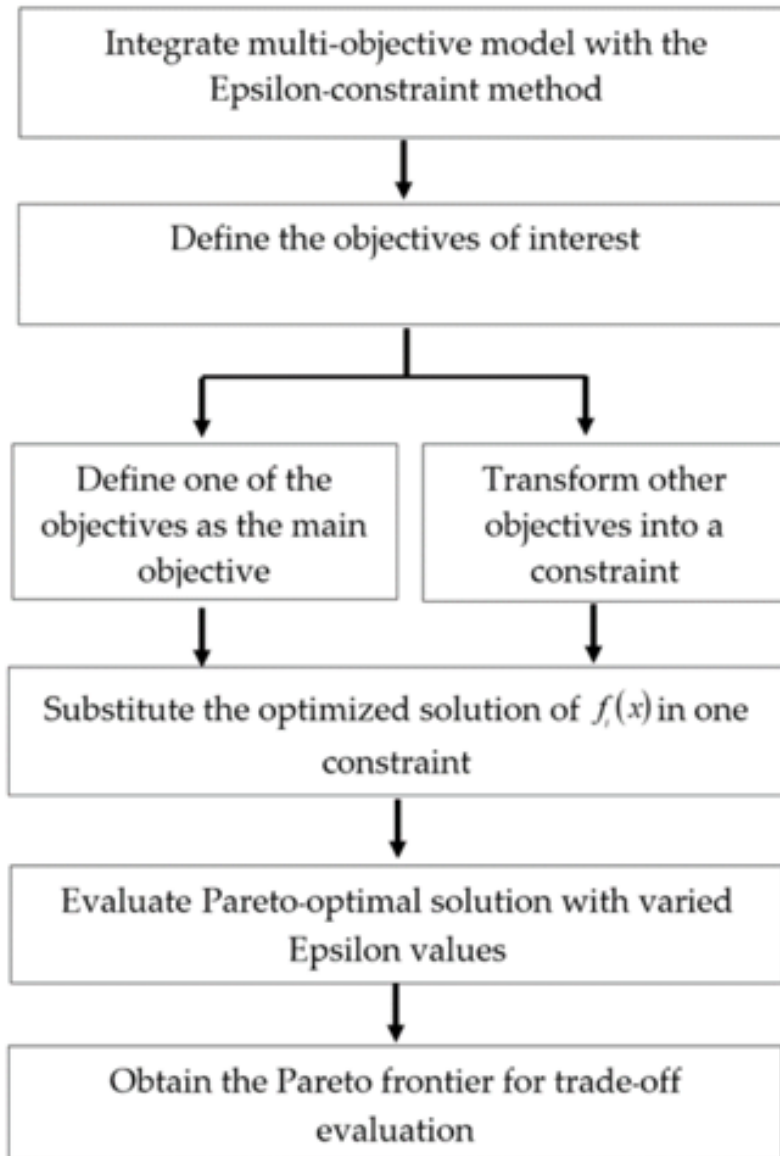 Integrate multi-objective model with the
Epsilon-constraint method
Define the objectives of interest
Define one of the
objectives as the main
objective
Transform other
objectives into a
constraint
Substitute the optimized solution of f_i(x) in one
constraint
Evaluate Pareto-optimal solution with varied
Epsilon values
Obtain the Pareto frontier for trade-off
evaluation